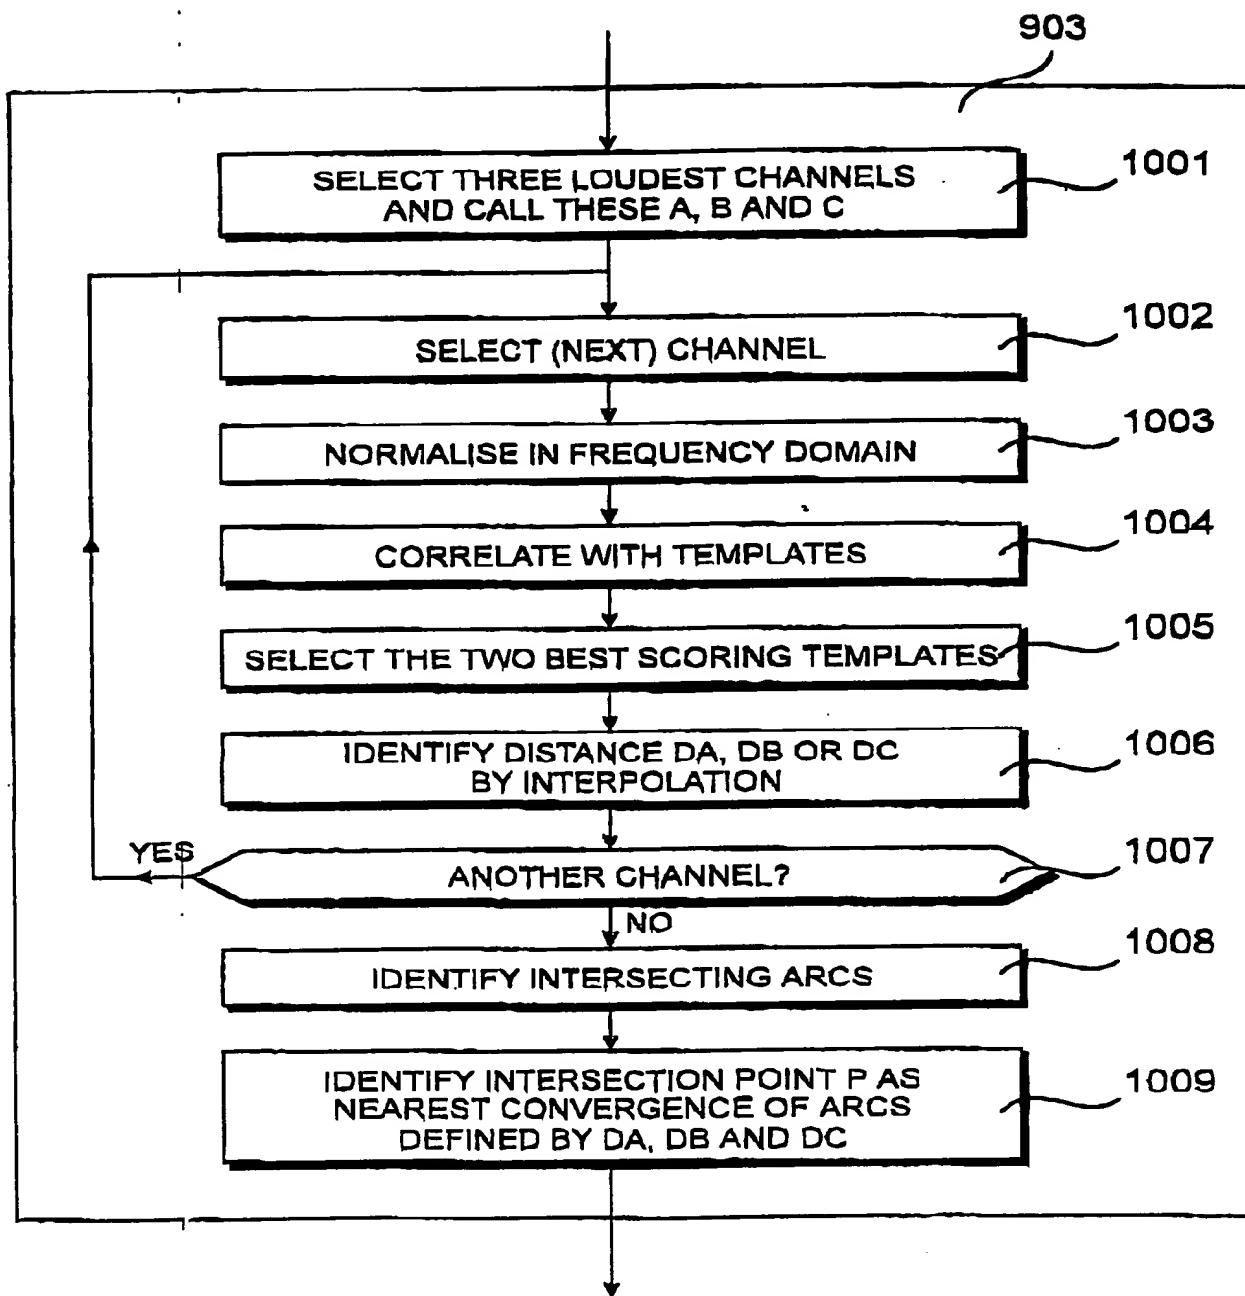 903
SELECT THREE LOUDEST CHANNELS
AND CALL THESE A, B AND C
1001
SELECT (NEXT) CHANNEL
1002
NORMALISE IN FREQUENCY DOMAIN
1003
CORRELATE WITH TEMPLATES
1004
SELECT THE TWO BEST SCORING TEMPLATES
1005
IDENTIFY DISTANCE DA, DB OR DC
BY INTERPOLATION
1006
YES
ANOTHER CHANNEL?
1007
NO
IDENTIFY INTERSECTING ARCS
1008
IDENTIFY INTERSECTION POINT P AS
NEAREST CONVERGENCE OF ARCS
DEFINED BY DA, DB AND DC
1009